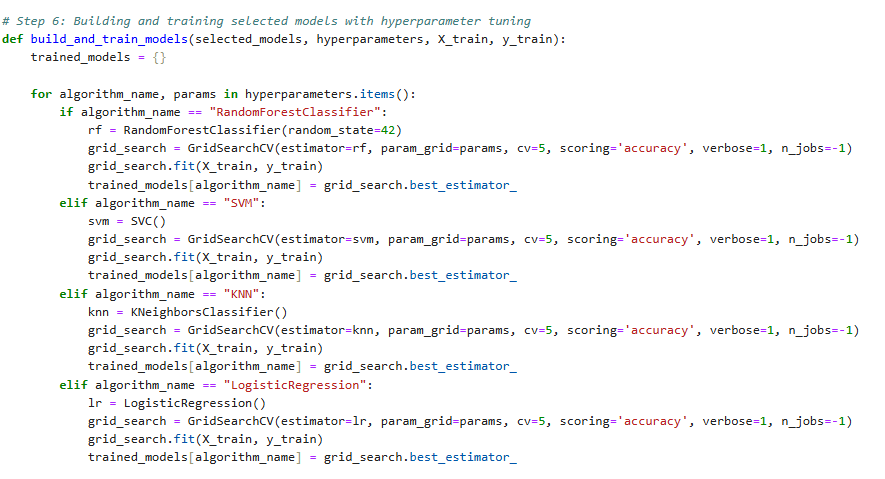 # Step 6: Building and training selected models with hyperparameter tuning
def build_and_train_models(selected_models, hyperparameters, X_train, y_train):
    trained_models = {}

    for algorithm_name, params in hyperparameters.items():
        if algorithm_name == "RandomForestClassifier":
            rf = RandomForestClassifier(random_state=42)
            grid_search = GridSearchCV(estimator=rf, param_grid=params, cv=5, scoring='accuracy', verbose=1, n_jobs=-1)
            grid_search.fit(X_train, y_train)
            trained_models[algorithm_name] = grid_search.best_estimator_
        elif algorithm_name == "SVM":
            svm = SVC()
            grid_search = GridSearchCV(estimator=svm, param_grid=params, cv=5, scoring='accuracy', verbose=1, n_jobs=-1)
            grid_search.fit(X_train, y_train)
            trained_models[algorithm_name] = grid_search.best_estimator_
        elif algorithm_name == "KNN":
            knn = KNeighborsClassifier()
            grid_search = GridSearchCV(estimator=knn, param_grid=params, cv=5, scoring='accuracy', verbose=1, n_jobs=-1)
            grid_search.fit(X_train, y_train)
            trained_models[algorithm_name] = grid_search.best_estimator_
        elif algorithm_name == "LogisticRegression":
            lr = LogisticRegression()
            grid_search = GridSearchCV(estimator=lr, param_grid=params, cv=5, scoring='accuracy', verbose=1, n_jobs=-1)
            grid_search.fit(X_train, y_train)
            trained_models[algorithm_name] = grid_search.best_estimator_